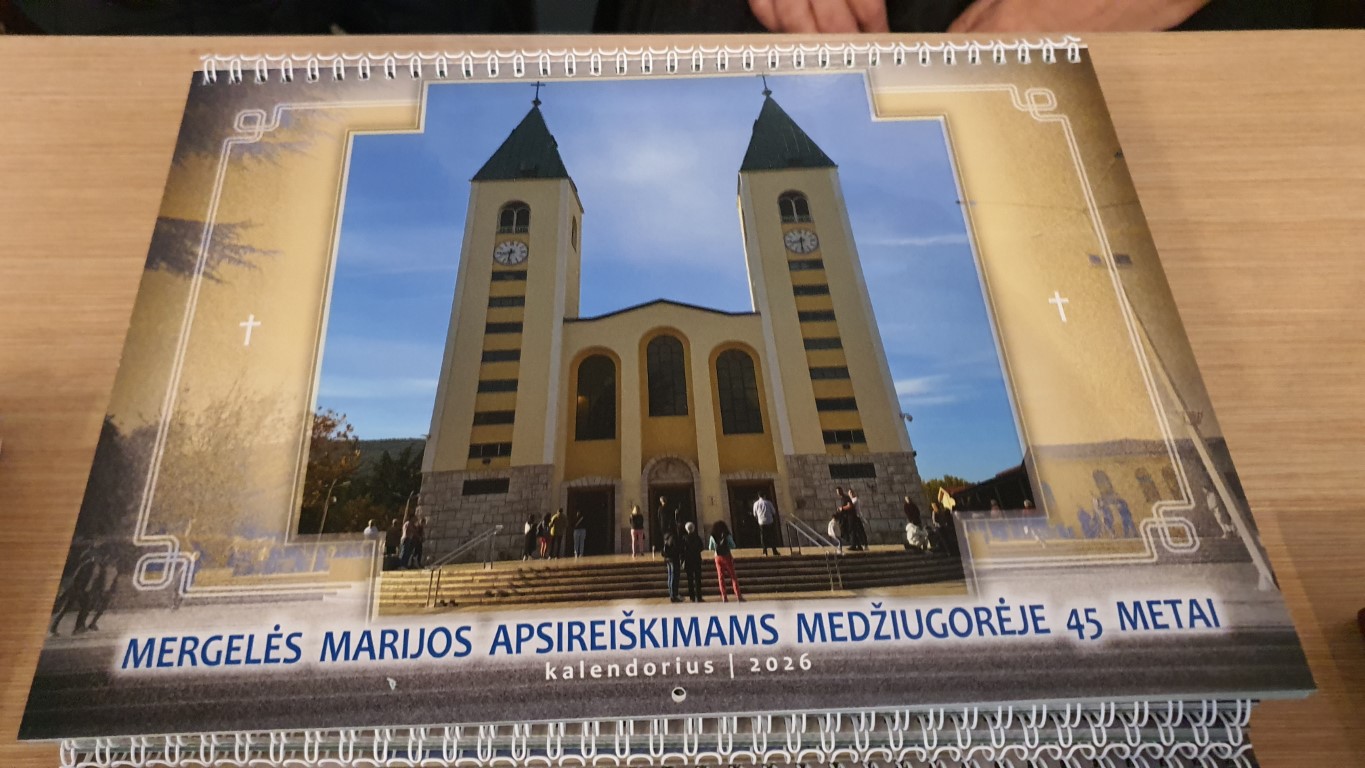 MERGELĖS MARIJOS APSIREIŠKIMAMS MEDŽIUGORĖJE 45 METAI
kalendorius | 2026